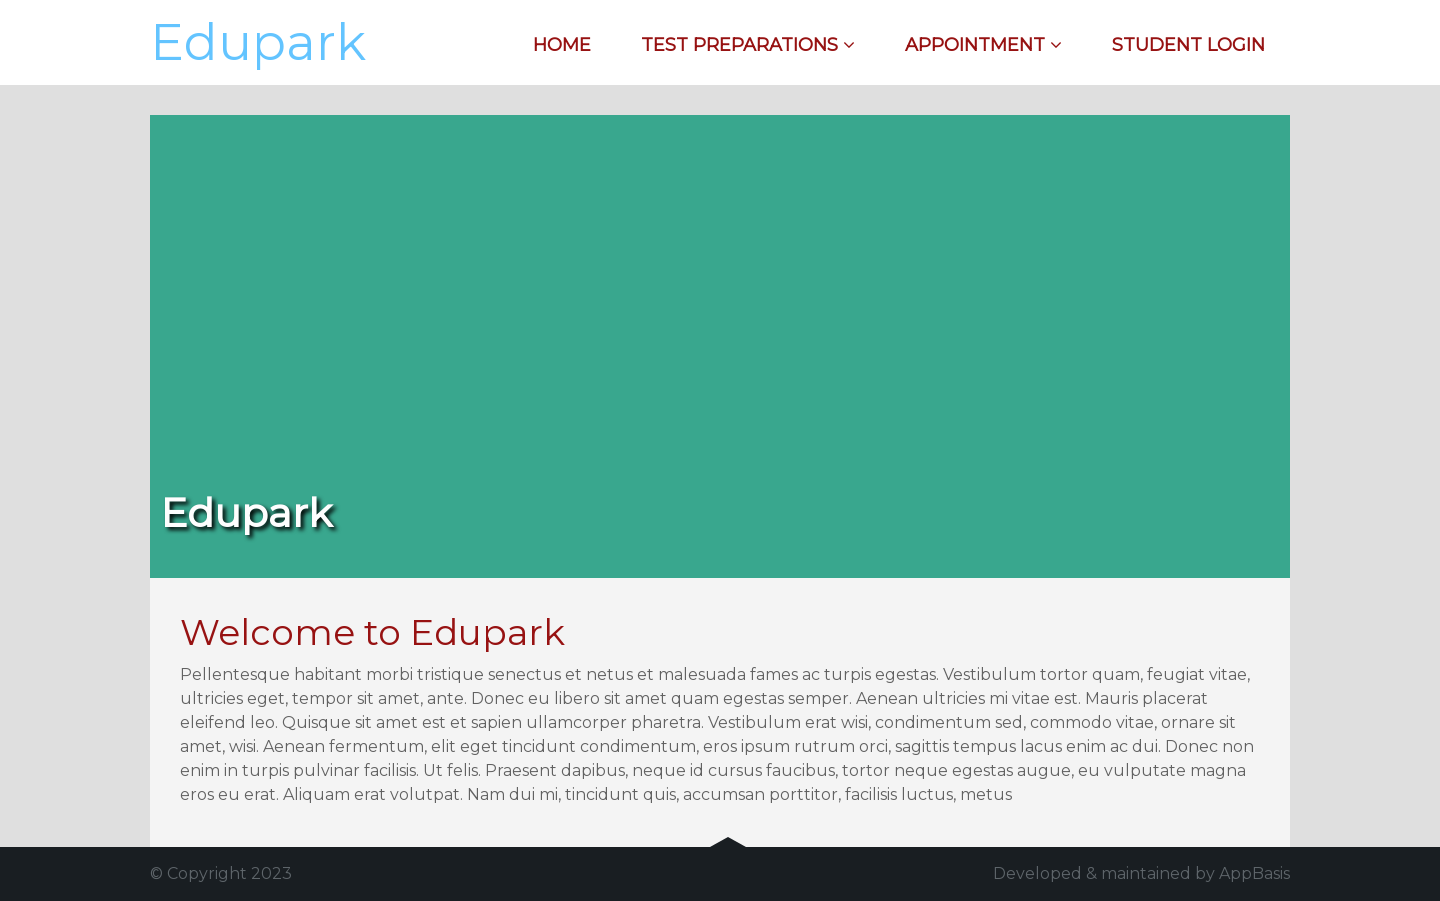 Edupark
HOME
TEST PREPARATIONS
APPOINTMENT
STUDENT LOGIN
Edupark
Welcome to Edupark
Pellentesque habitant morbi tristique senectus et netus et malesuada fames ac turpis egestas. Vestibulum tortor quam, feugiat vitae,
ultricies eget, tempor sit amet, ante. Donec eu libero sit amet quam egestas semper. Aenean ultricies mi vitae est. Mauris placerat
eleifend leo. Quisque sit amet est et sapien ullamcorper pharetra. Vestibulum erat wisi, condimentum sed, commodo vitae, ornare sit
amet, wisi. Aenean fermentum, elit eget tincidunt condimentum, eros ipsum rutrum orci, sagittis tempus lacus enim ac dui. Donec non
enim in turpis pulvinar facilisis. Ut felis. Praesent dapibus, neque id cursus faucibus, tortor neque egestas augue, eu vulputate magna
eros eu erat. Aliquam erat volutpat. Nam dui mi, tincidunt quis, accumsan porttitor, facilisis luctus, metus
© Copyright 2023
Developed & maintained by AppBasis